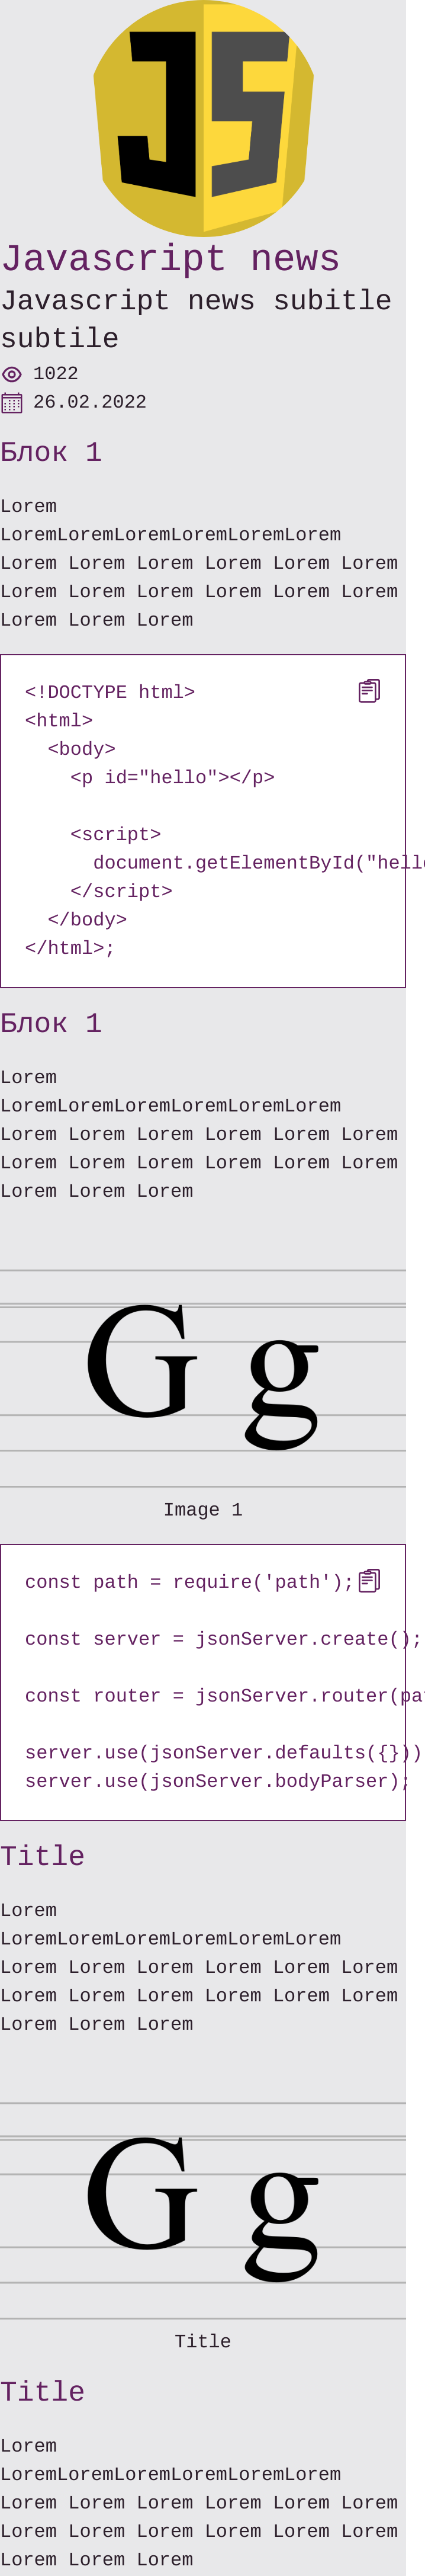 JS
Javascript news
Javascript news subitle
subtile
1022
26.02.2022
Блок 1
Lorem
LoremLoremLoremLoremLoremLorem
Lorem Lorem Lorem Lorem Lorem Lorem
Lorem Lorem Lorem Lorem Lorem Lorem
Lorem Lorem Lorem
<!DOCTYPE html>
<html>
  <body>
    <p id="hello"></p>
    <script>
      document.getElementById("hell
    </script>
  </body>
</html>;
Блок 1
Lorem
LoremLoremLoremLoremLoremLorem
Lorem Lorem Lorem Lorem Lorem Lorem
Lorem Lorem Lorem Lorem Lorem Lorem
Lorem Lorem Lorem
G g
Image 1
const path = require('path');
const server = jsonServer.create();
const router = jsonServer.router(pa
server.use(jsonServer.defaults({}))
server.use(jsonServer.bodyParser);
Title
Lorem
LoremLoremLoremLoremLoremLorem
Lorem Lorem Lorem Lorem Lorem Lorem
Lorem Lorem Lorem Lorem Lorem Lorem
Lorem Lorem Lorem
G g
Title
Title
Lorem
LoremLoremLoremLoremLoremLorem
Lorem Lorem Lorem Lorem Lorem Lorem
Lorem Lorem Lorem Lorem Lorem Lorem
Lorem Lorem Lorem